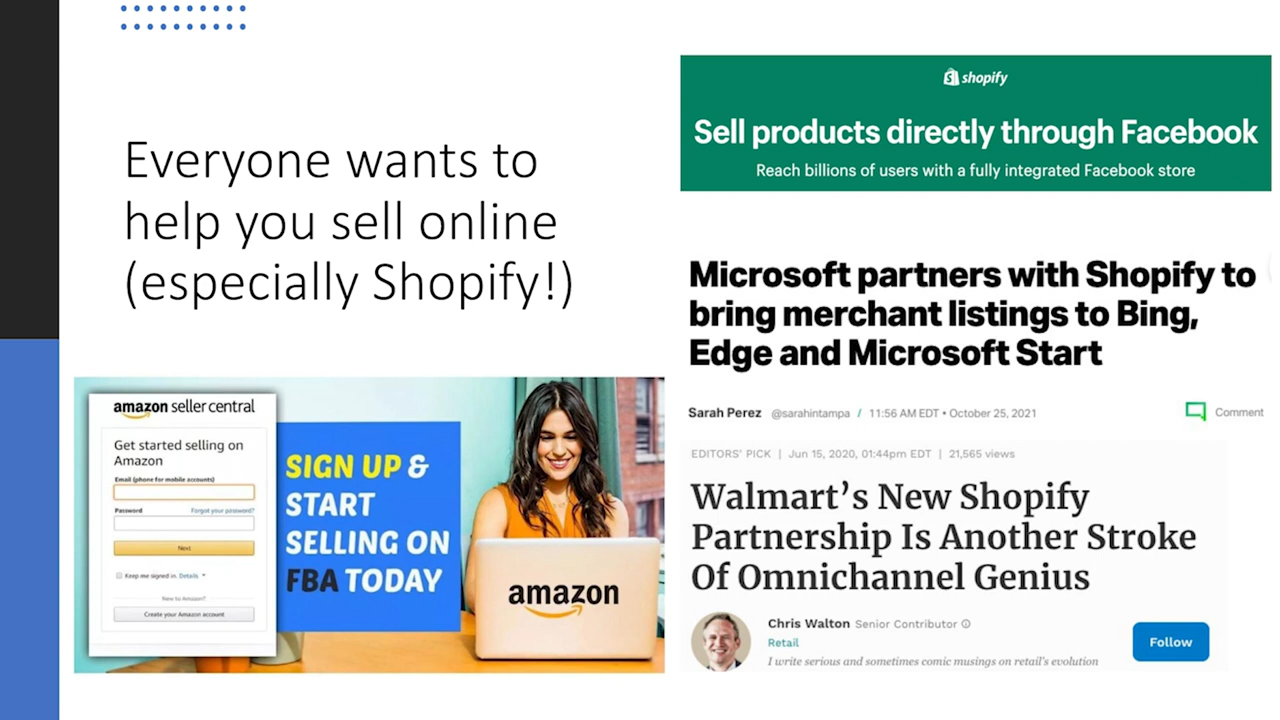 Everyone wants to
help you sell online
(especially Shopify!)
amazon seller central
Get started selling on
Amazon
Email (phone for mobile accounts)
Password Forgot your password?
Next
Keep me signed in. Details
New to Amazon?
Create your Amazon account
SIGN UP &
START
SELLING ON
FBA TODAY
amazon
shopify
Sell products directly through Facebook
Reach billions of users with a fully integrated Facebook store
Microsoft partners with Shopify to
bring merchant listings to Bing,
Edge and Microsoft Start
Sarah Perez @sarahintampa / 11:56 AM EDT • October 25, 2021 Comment
EDITORS' PICK | Jun 15, 2020, 01:44pm EDT | 21,565 views
Walmart's New Shopify
Partnership Is Another Stroke
Of Omnichannel Genius
Chris Walton Senior Contributor
Retail
I write serious and sometimes comic musings on retail's evolution
Follow